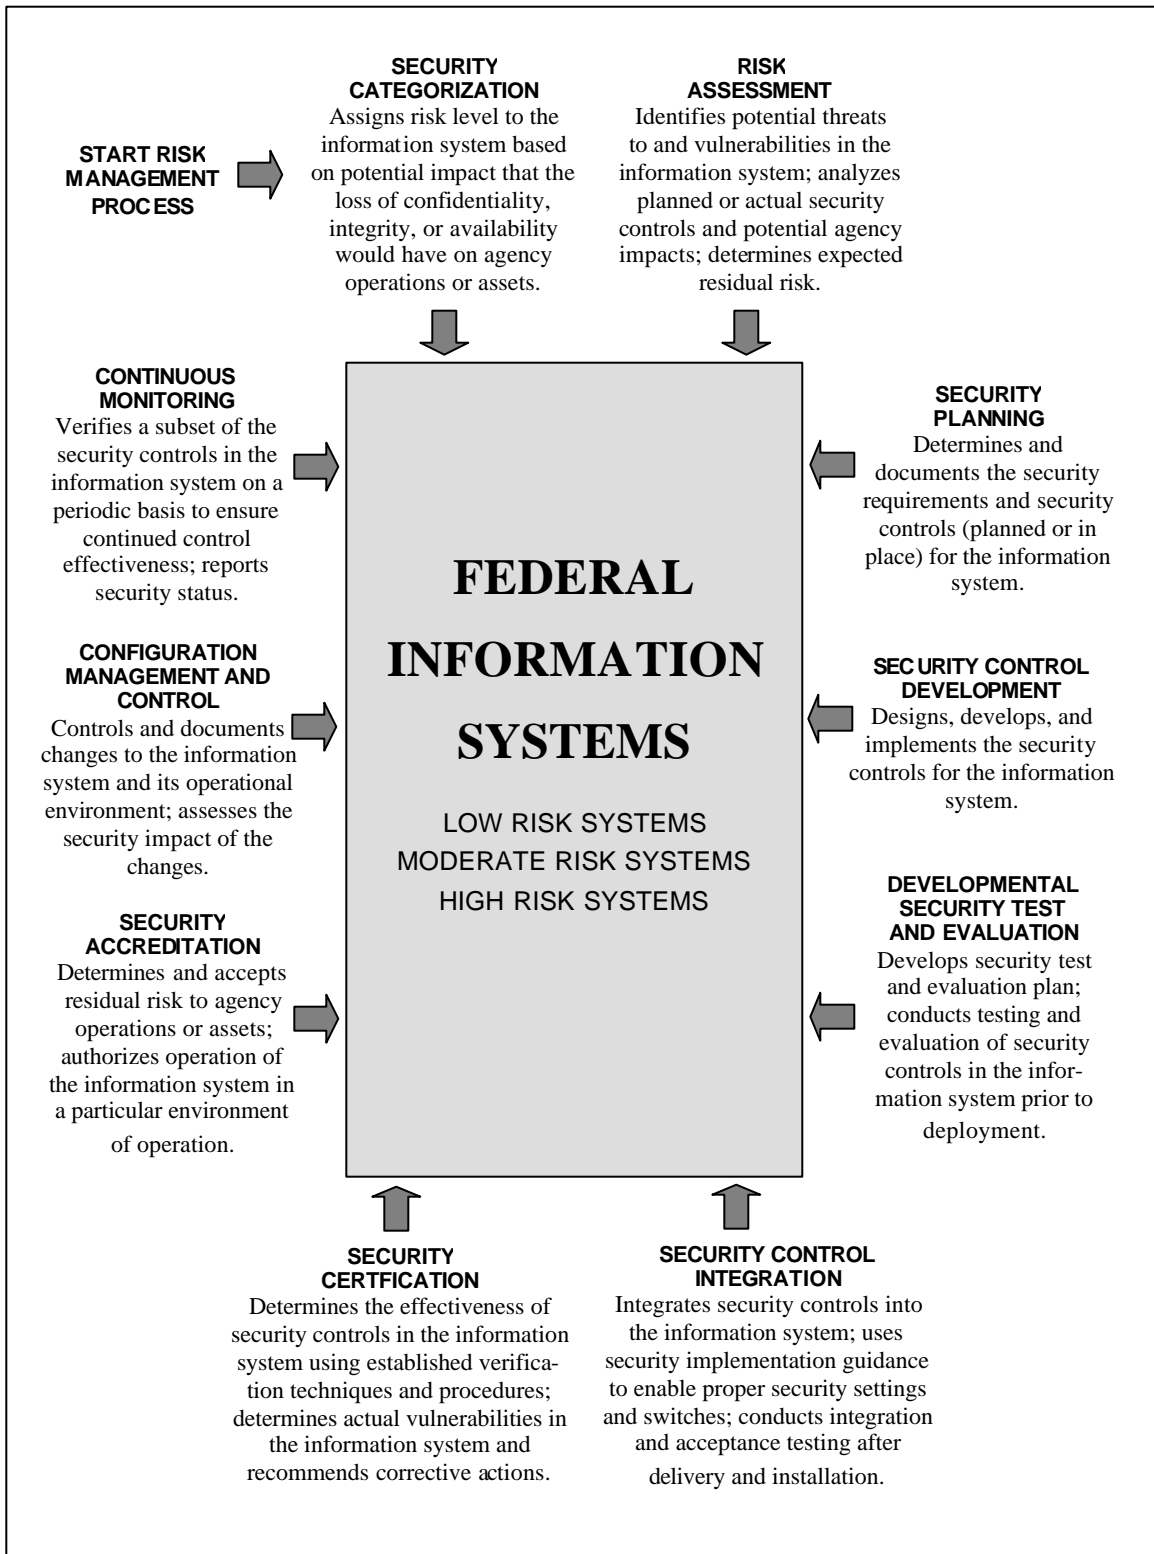 START RISK
MANAGEMENT
PROCESS
SECURITY
CATEGORIZATION
Assigns risk level to the
information system based
on potential impact that the
loss of confidentiality,
integrity, or availability
would have on agency
operations or assets.
RISK
ASSESSMENT
Identifies potential threats
to and vulnerabilities in the
information system; analyzes
planned or actual security
controls and potential agency
impacts; determines expected
residual risk.
SECURITY
PLANNING
Determines and
documents the security
requirements and security
controls (planned or in
place) for the information
system.
SECURITY CONTROL
DEVELOPMENT
Designs, develops, and
implements the security
controls for the information
system.
DEVELOPMENTAL
SECURITY TEST
AND EVALUATION
Develops security test
and evaluation plan;
conducts testing and
evaluation of security
controls in the infor-
mation system prior to
deployment.
SECURITY CONTROL
INTEGRATION
Integrates security controls into
the information system; uses
security implementation guidance
to enable proper security settings
and switches; conducts integration
and acceptance testing after
delivery and installation.
SECURITY
CERTFICATION
Determines the effectiveness of
security controls in the information
system using established verifica-
tion techniques and procedures;
determines actual vulnerabilities in
the information system and
recommends corrective actions.
SECURITY
ACCREDITATION
Determines and accepts
residual risk to agency
operations or assets;
authorizes operation of
the information system in
a particular environment
of operation.
CONFIGURATION
MANAGEMENT AND
CONTROL
Controls and documents
changes to the information
system and its operational
environment; assesses the
security impact of the
changes.
CONTINUOUS
MONITORING
Verifies a subset of the
security controls in the
information system on a
periodic basis to ensure
continued control
effectiveness; reports
security status.
FEDERAL
INFORMATION
SYSTEMS
LOW RISK SYSTEMS
MODERATE RISK SYSTEMS
HIGH RISK SYSTEMS